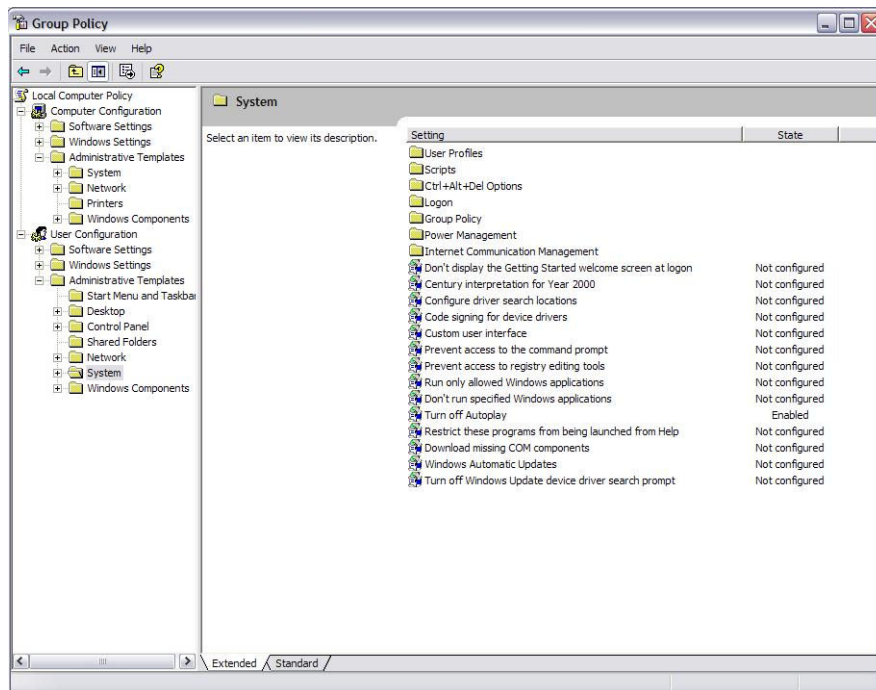 Group Policy
File Action View Help
Local Computer Policy
Computer Configuration
Software Settings
Windows Settings
Administrative Templates
System
Network
Printers
Windows Components
User Configuration
Software Settings
Windows Settings
Administrative Templates
Start Menu and Taskbar
Desktop
Control Panel
Shared Folders
Network
System
Windows Components
System
Select an item to view its description.
Setting State
User Profiles
Scripts
Ctrl+Alt+Del Options
Logon
Group Policy
Power Management
Internet Communication Management
Don't display the Getting Started welcome screen at logon Not configured
Century interpretation for Year 2000 Not configured
Configure driver search locations Not configured
Code signing for device drivers Not configured
Custom user interface Not configured
Prevent access to the command prompt Not configured
Prevent access to registry editing tools Not configured
Run only allowed Windows applications Not configured
Don't run specified Windows applications Not configured
Turn off Autoplay Enabled
Restrict these programs from being launched from Help Not configured
Download missing COM components Not configured
Windows Automatic Updates Not configured
Turn off Windows Update device driver search prompt Not configured
Extended Standard